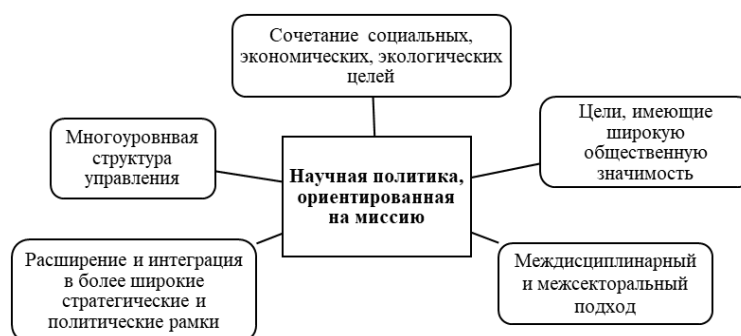 Сочетание социальных,
экономических, экологических
целей
Многоуровнвая
структура
управления
Научная политика,
ориентированная
на миссию
Цели, имеющие
широкую
общественную
значимость
Расширение и интеграция
в более широкие
стратегические и
политические рамки
Междисциплинарный
и межсекторальный
подход